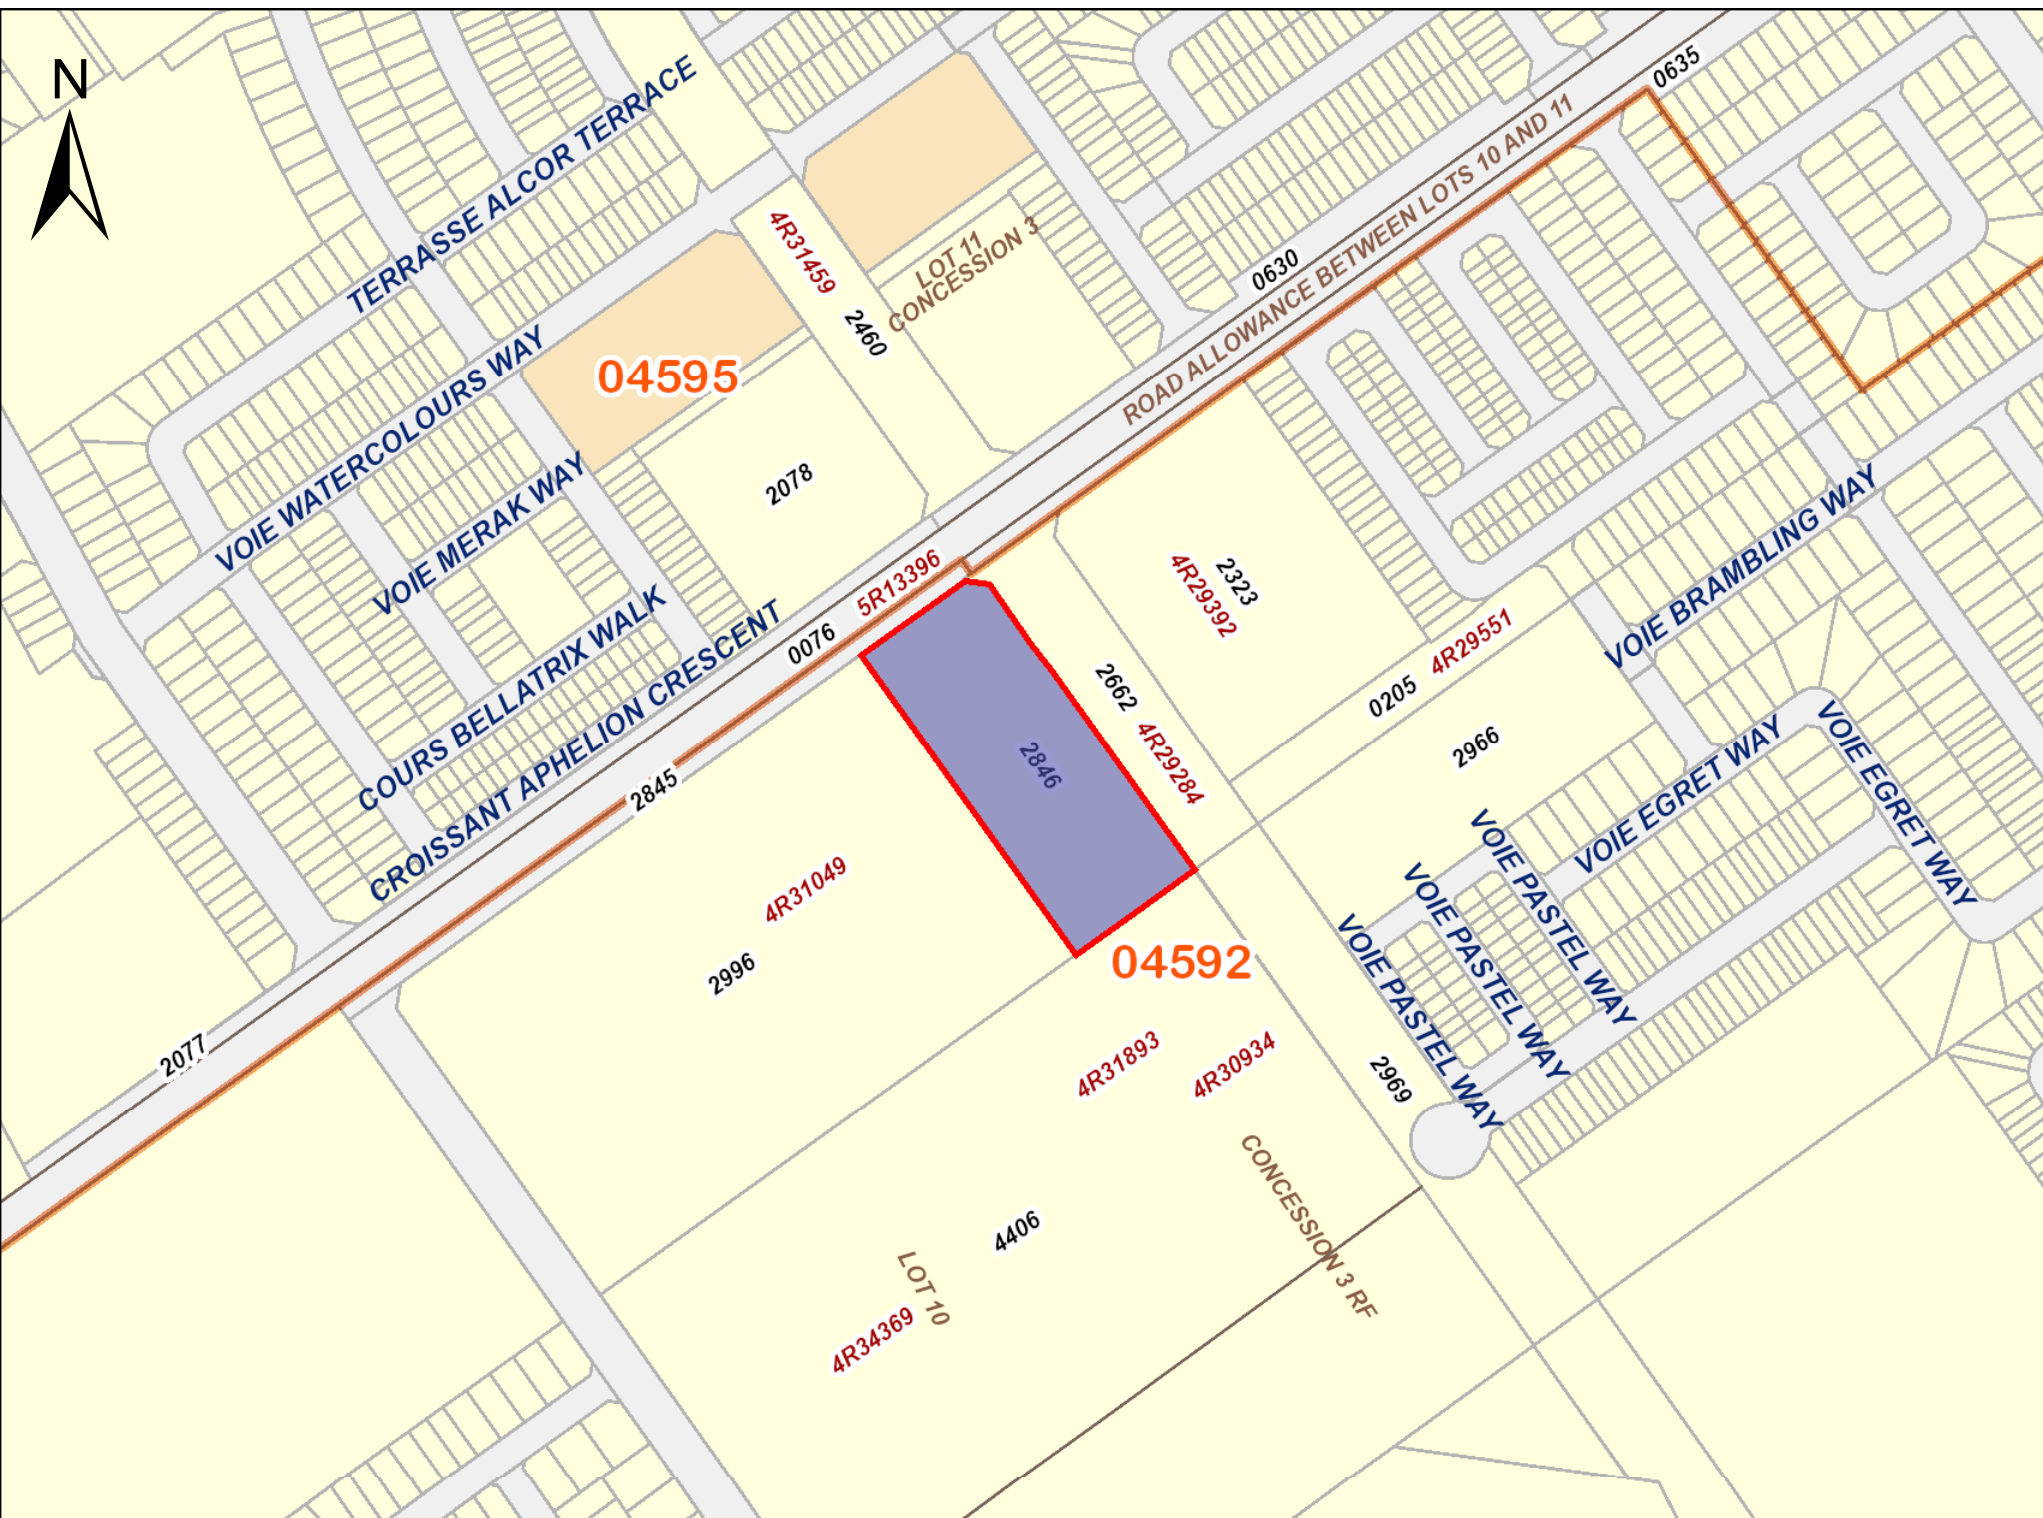 N
TERRASSE ALCOR TERRACE
0635
ROAD ALLOWANCE BETWEEN LOTS 10 AND 11
4R31459
LOT 11
CONCESSION 3
0630
2460
VOIE WATERCOLOURS WAY
04595
2078
VOIE MERAK WAY
VOIE BRAMBLING WAY
5R13396
2323
4R29392
COURS BELLATRIX WALK
CROISSANT APHELION CRESCENT
0076
4R29551
2662
0205
2845
2846
4R29284
2966
VOIE EGRET WAY
VOIE EGRET WAY
VOIE PASTEL WAY
VOIE PASTEL WAY
VOIE PASTEL WAY
4R31049
2996
04592
2077
4R31893
4R30934
2969
CONCESSION 3 RF
4406
LOT 10
4R34369